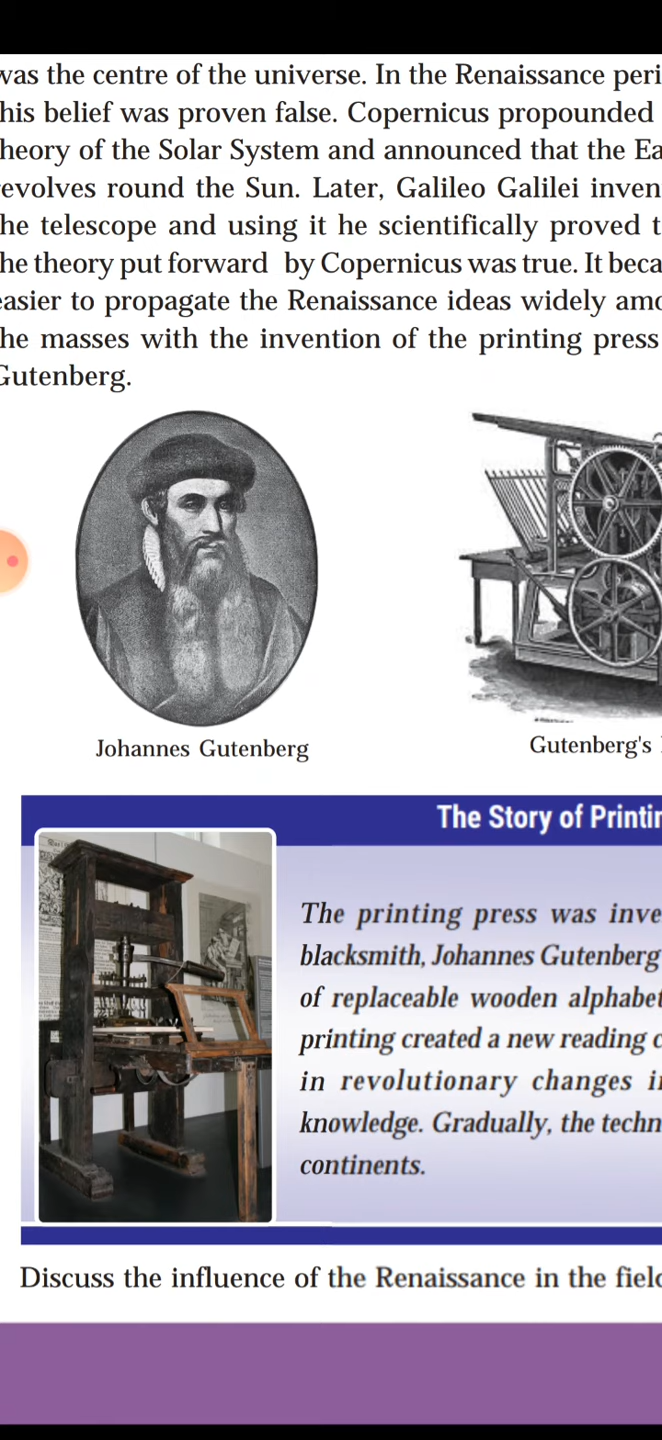 was the centre of the universe. In the Renaissance peri
his belief was proven false. Copernicus propounded
heory of the Solar System and announced that the Ea
revolves round the Sun. Later, Galileo Galilei inven
he telescope and using it he scientifically proved t
he theory put forward by Copernicus was true. It beca
easier to propagate the Renaissance ideas widely amo
he masses with the invention of the printing press
Gutenberg.
Johannes Gutenberg
Gutenberg's
The Story of Printin
The printing press was inve
blacksmith, Johannes Gutenberg
of replaceable wooden alphabet
printing created a new reading c
in revolutionary changes in
knowledge. Gradually, the techn
continents.
Discuss the influence of the Renaissance in the field